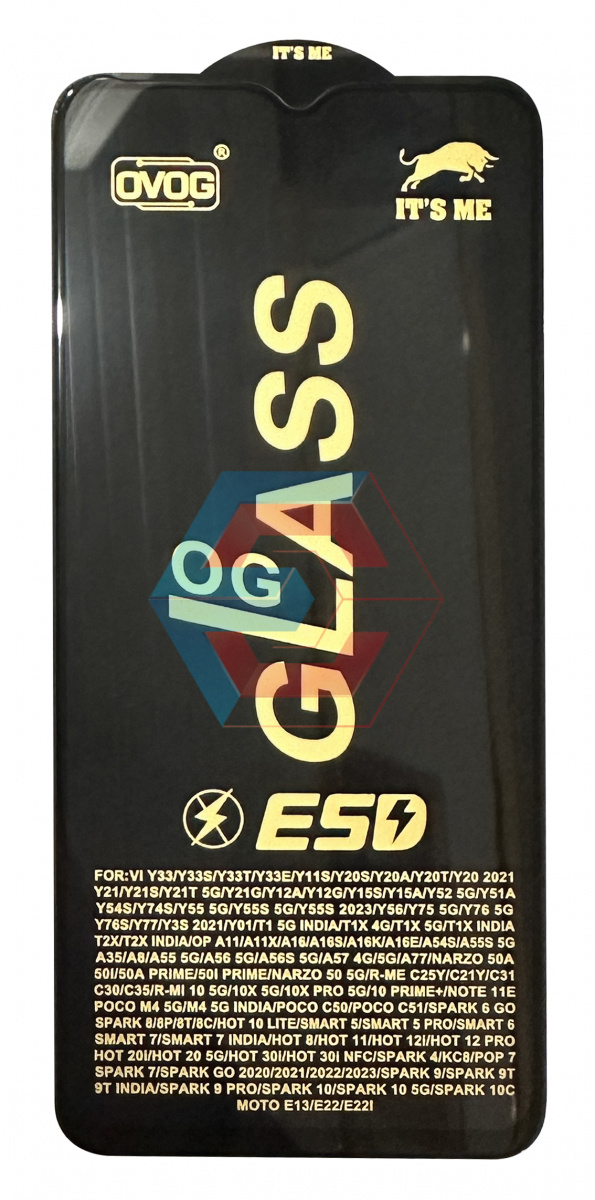 IT'S ME
OVOG®
IT'S ME
GLASS
OG
ESD
FOR:VI Y33/Y33S/Y33T/Y33E/Y11S/Y20S/Y20A/Y20T/Y20 2021
Y21/Y21S/Y21T 5G/Y21G/Y12A/Y12G/Y15S/Y15A/Y52 5G/Y51A
Y54S/Y74S/Y55 5G/Y55S 5G/Y55S 2023/Y56/Y75 5G/Y76 5G
Y76S/Y77/Y3S 2021/Y01/T1 5G INDIA/T1X 4G/T1X 5G/T1X INDIA
T2X/T2X INDIA/OP A11/A11X/A16/A16S/A16K/A16E/A54S/A55S 5G
A35/A8/A55 5G/A56 5G/A56S 5G/A57 4G/5G/A77/NARZO 50A
50I/50A PRIME/50I PRIME/NARZO 50 5G/R-ME C25Y/C21Y/C31
C30/C35/R-MI 10 5G/10X 5G/10X PRO 5G/10 PRIME+/NOTE 11E
POCO M4 5G/M4 5G INDIA/POCO C50/POCO C51/SPARK 6 GO
SPARK 8/8P/8T/8C/HOT 10 LITE/SMART 5/SMART 5 PRO/SMART 6
SMART 7/SMART 7 INDIA/HOT 8/HOT 11/HOT 12I/HOT 12 PRO
HOT 20I/HOT 20 5G/HOT 30I/HOT 30I NFC/SPARK 4/KC8/POP 7
SPARK 7/SPARK GO 2020/2021/2022/2023/SPARK 9/SPARK 9T
9T INDIA/SPARK 9 PRO/SPARK 10/SPARK 10 5G/SPARK 10C
MOTO E13/E22/E22I